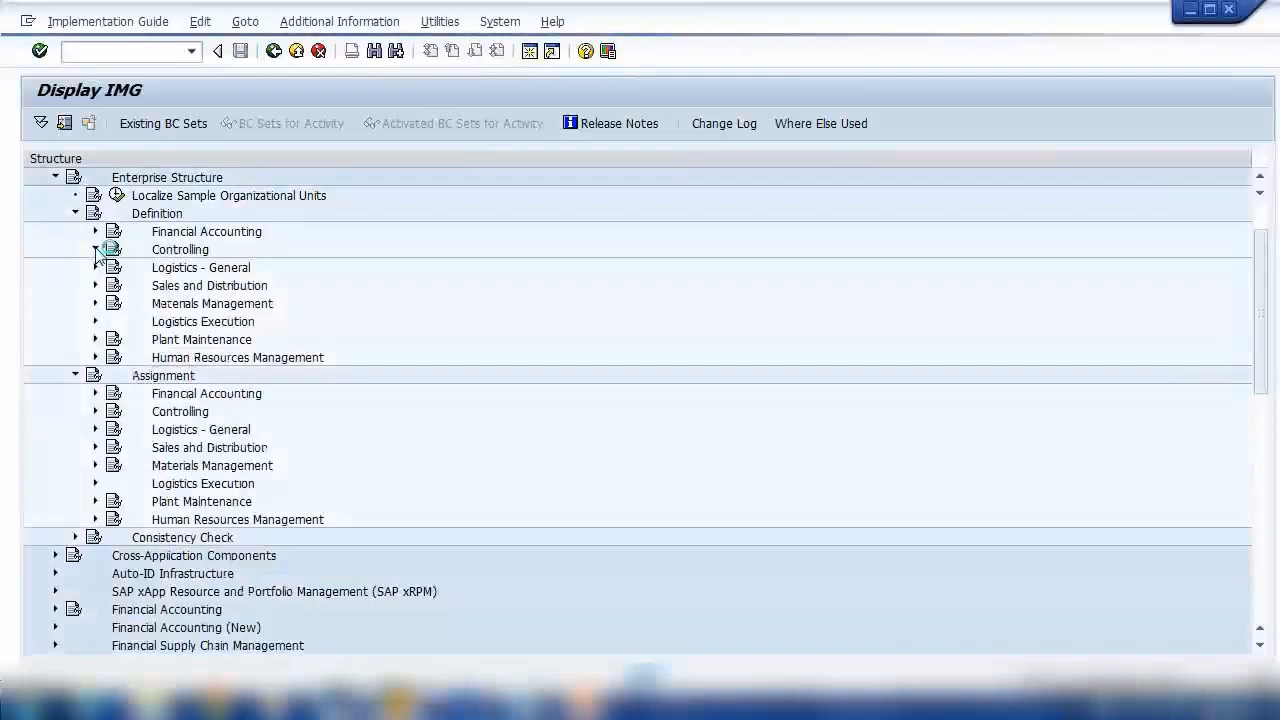 Implementation Guide Edit Goto Additional Information Utilities System Help
Display IMG
Existing BC Sets BC Sets for Activity Activated BC Sets for Activity Release Notes Change Log Where Else Used
Structure
Enterprise Structure
Localize Sample Organizational Units
Definition
Financial Accounting
Controlling
Logistics - General
Sales and Distribution
Materials Management
Logistics Execution
Plant Maintenance
Human Resources Management
Assignment
Financial Accounting
Controlling
Logistics - General
Sales and Distribution
Materials Management
Logistics Execution
Plant Maintenance
Human Resources Management
Consistency Check
Cross-Application Components
Auto-ID Infrastructure
SAP xApp Resource and Portfolio Management (SAP xRPM)
Financial Accounting
Financial Accounting (New)
Financial Supply Chain Management